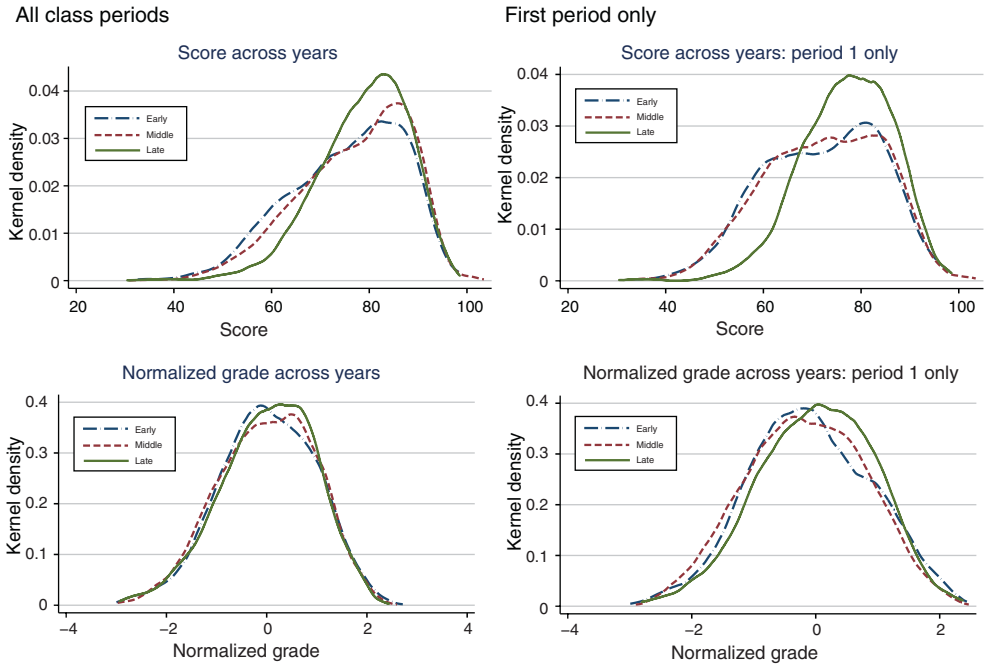 All class periods
First period only
Score across years
Kernel density
0.04
0.03
0.02
0.01
0
Early
Middle
Late
20
40
60
80
100
Score
Score across years: period 1 only
Kernel density
0.04
0.03
0.02
0.01
0
Early
Middle
Late
20
40
60
80
100
Score
Normalized grade across years
Kernel density
0.4
0.3
0.2
0.1
0
Early
Middle
Late
−4
−2
0
2
4
Normalized grade
Normalized grade across years: period 1 only
Kernel density
0.4
0.3
0.2
0.1
0
Early
Middle
Late
−4
−2
0
2
Normalized grade